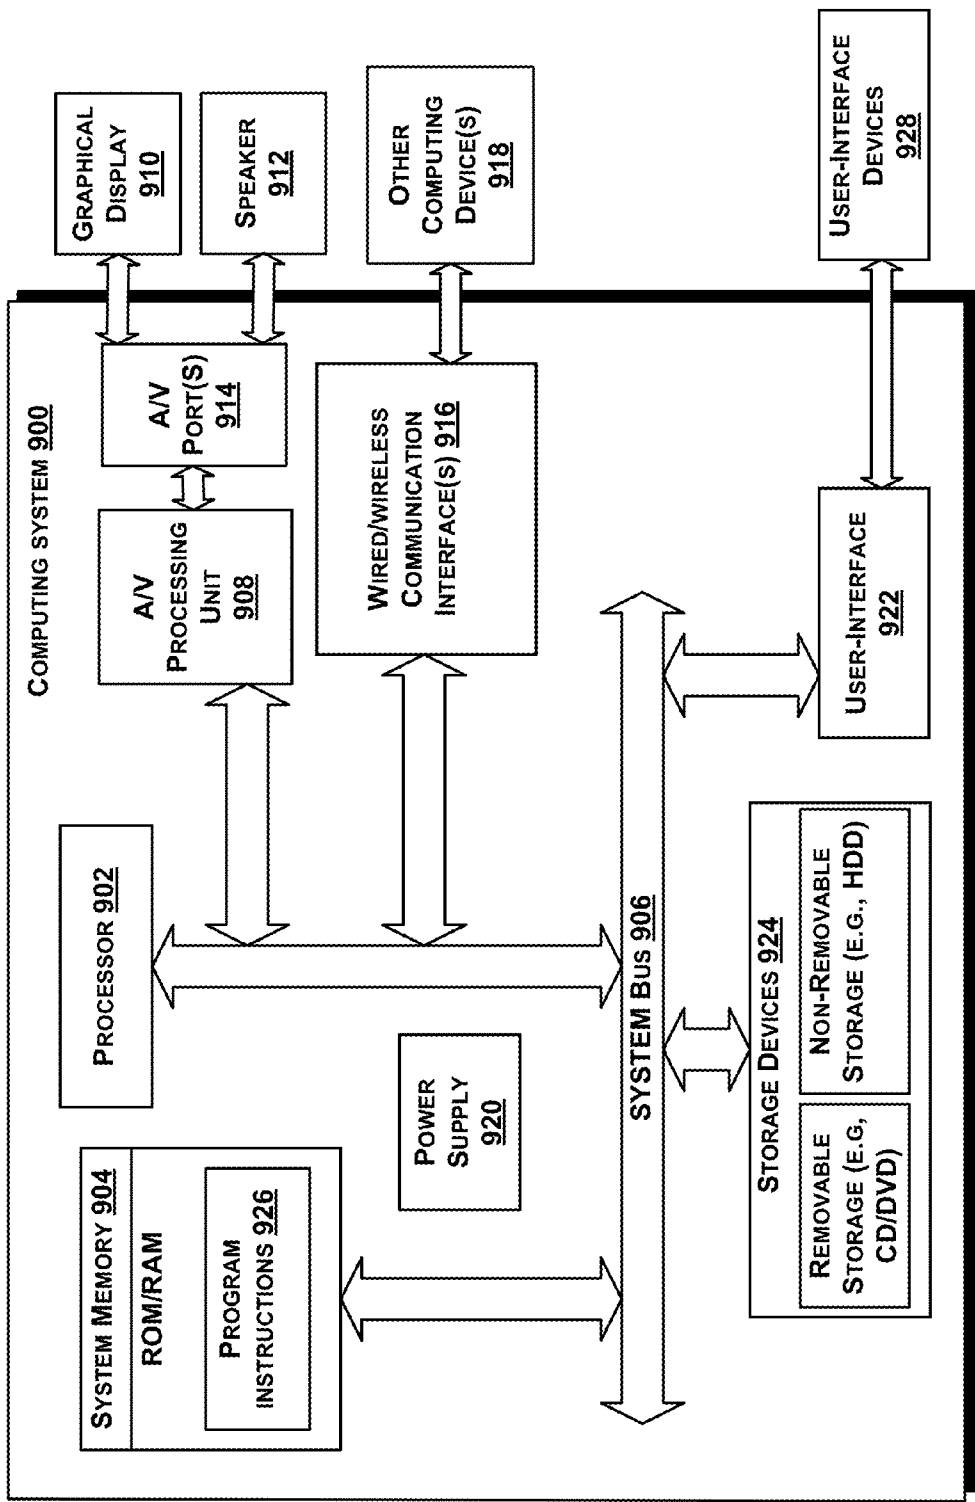 COMPUTING SYSTEM 900
SYSTEM MEMORY 904
ROM/RAM
PROGRAM
INSTRUCTIONS 926
PROCESSOR 902
A/V
PROCESSING
UNIT
908
A/V
PORT(S)
914
GRAPHICAL
DISPLAY
910
SPEAKER
912
POWER
SUPPLY
920
WIRED/WIRELESS
COMMUNICATION
INTERFACE(S) 916
OTHER
COMPUTING
DEVICE(S)
918
SYSTEM BUS 906
STORAGE DEVICES 924
REMOVABLE
STORAGE (E.G,
CD/DVD)
NON-REMOVABLE
STORAGE (E.G., HDD)
USER-INTERFACE
922
USER-INTERFACE
DEVICES
928